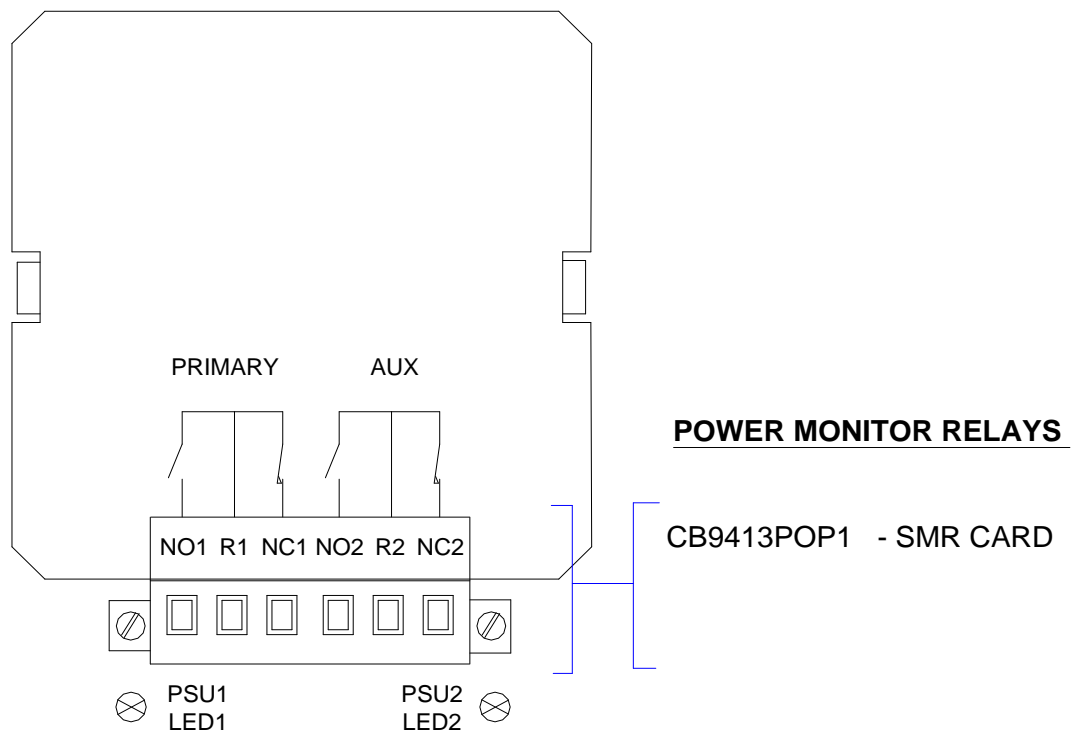 PRIMARY AUX
POWER MONITOR RELAYS
NO1 R1 NC1 NO2 R2 NC2
CB9413POP1 - SMR CARD
PSU1 PSU2
LED1 LED2